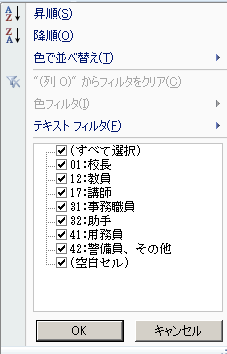 昇順(S)
降順(O)
色で並べ替え(T)
"(列 O)" からフィルタをクリア(C)
色フィルタ(I)
テキスト フィルタ(F)
(すべて選択)
01:校長
12:教員
17:講師
31:事務職員
32:助手
41:用務員
42:警備員、その他
(空白セル)
OK
キャンセル